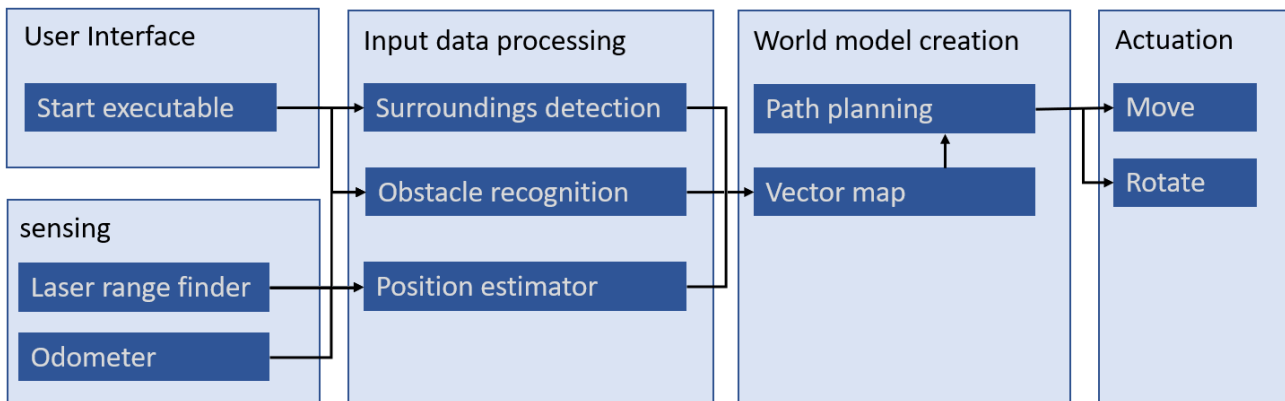 User Interface
Start executable
sensing
Laser range finder
Odometer
Input data processing
Surroundings detection
Obstacle recognition
Position estimator
World model creation
Path planning
Vector map
Actuation
Move
Rotate